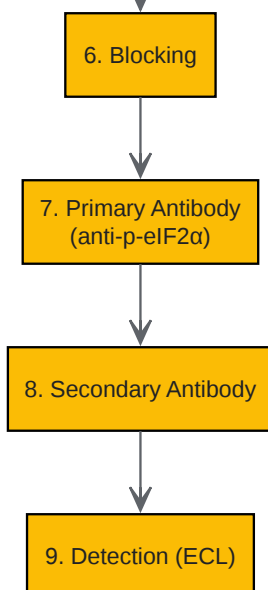 6. Blocking
7. Primary Antibody
(anti-p-eIF2α)
8. Secondary Antibody
9. Detection (ECL)